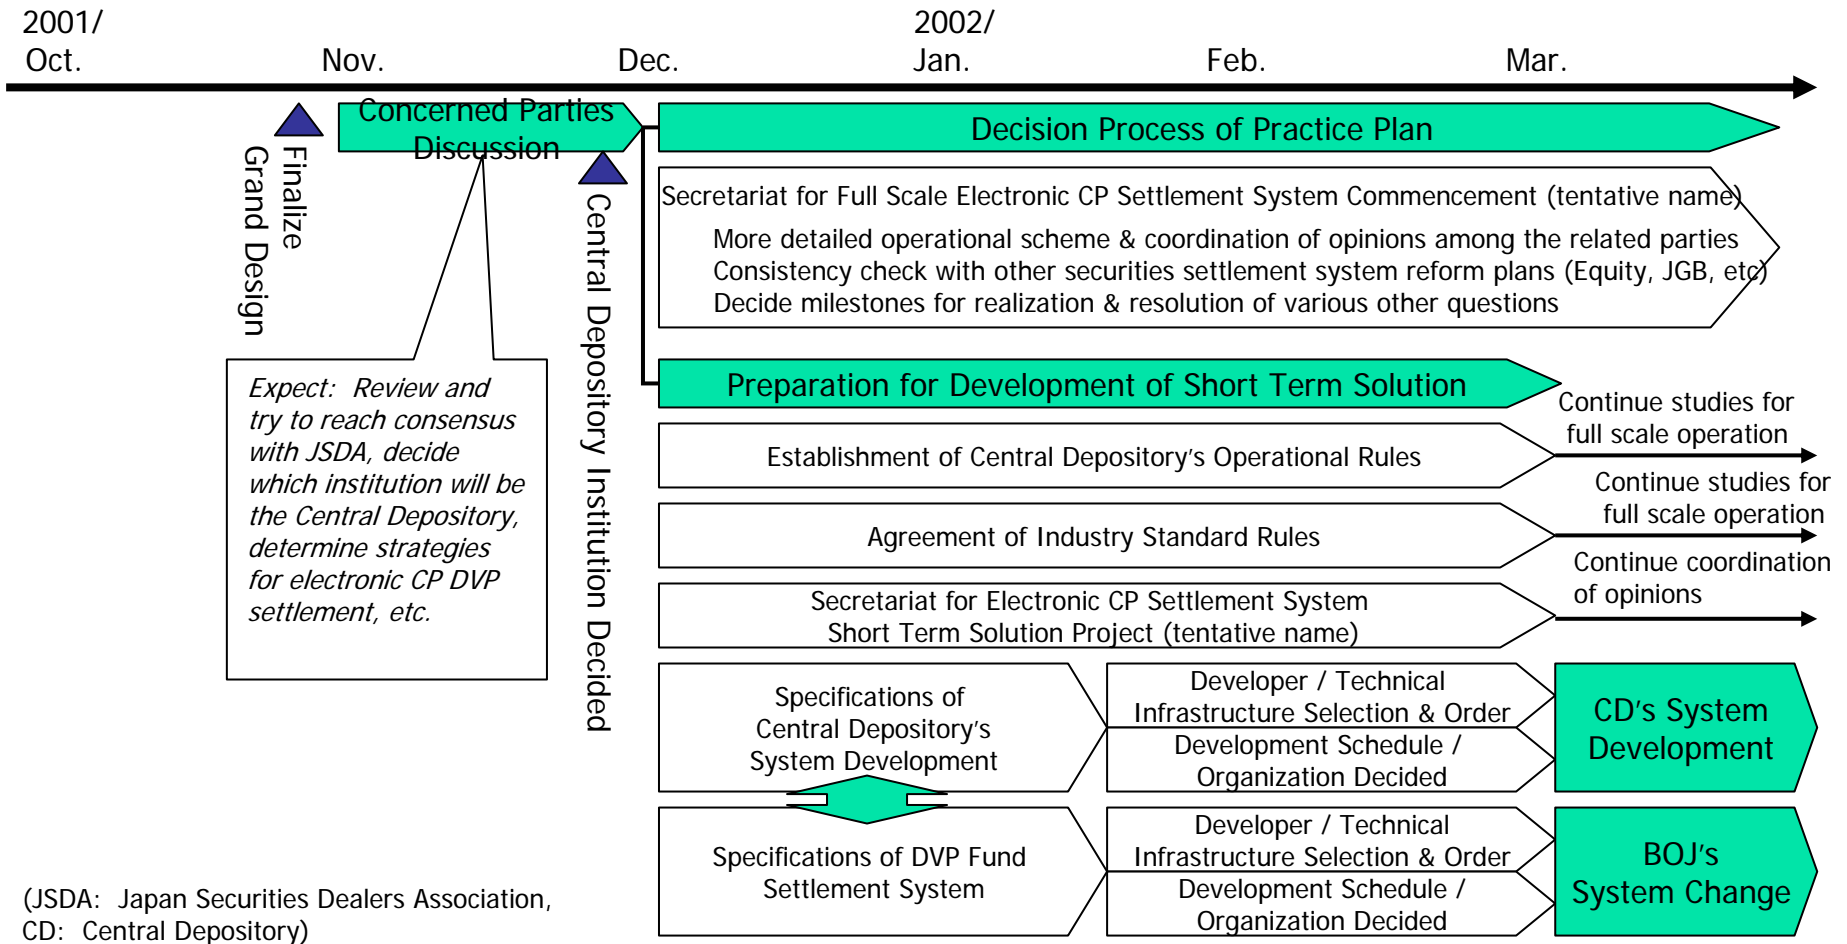 2001/
Oct.
Nov.
Dec.
2002/
Jan.
Feb.
Mar.
Finalize
Grand Design
Concerned Parties
Discussion
Central Depository Institution Decided
Expect:  Review and
try to reach consensus
with JSDA, decide
which institution will be
the Central Depository,
determine strategies
for electronic CP DVP
settlement, etc.
Decision Process of Practice Plan
Secretariat for Full Scale Electronic CP Settlement System Commencement (tentative name)
More detailed operational scheme & coordination of opinions among the related parties
Consistency check with other securities settlement system reform plans (Equity, JGB, etc)
Decide milestones for realization & resolution of various other questions
Preparation for Development of Short Term Solution
Establishment of Central Depository's Operational Rules
Continue studies for
full scale operation
Agreement of Industry Standard Rules
Continue studies for
full scale operation
Secretariat for Electronic CP Settlement System
Short Term Solution Project (tentative name)
Continue coordination
of opinions
Specifications of
Central Depository's
System Development
Developer / Technical
Infrastructure Selection & Order
Development Schedule /
Organization Decided
CD's System
Development
Specifications of DVP Fund
Settlement System
Developer / Technical
Infrastructure Selection & Order
Development Schedule /
Organization Decided
BOJ's
System Change
(JSDA:  Japan Securities Dealers Association,
CD:  Central Depository)